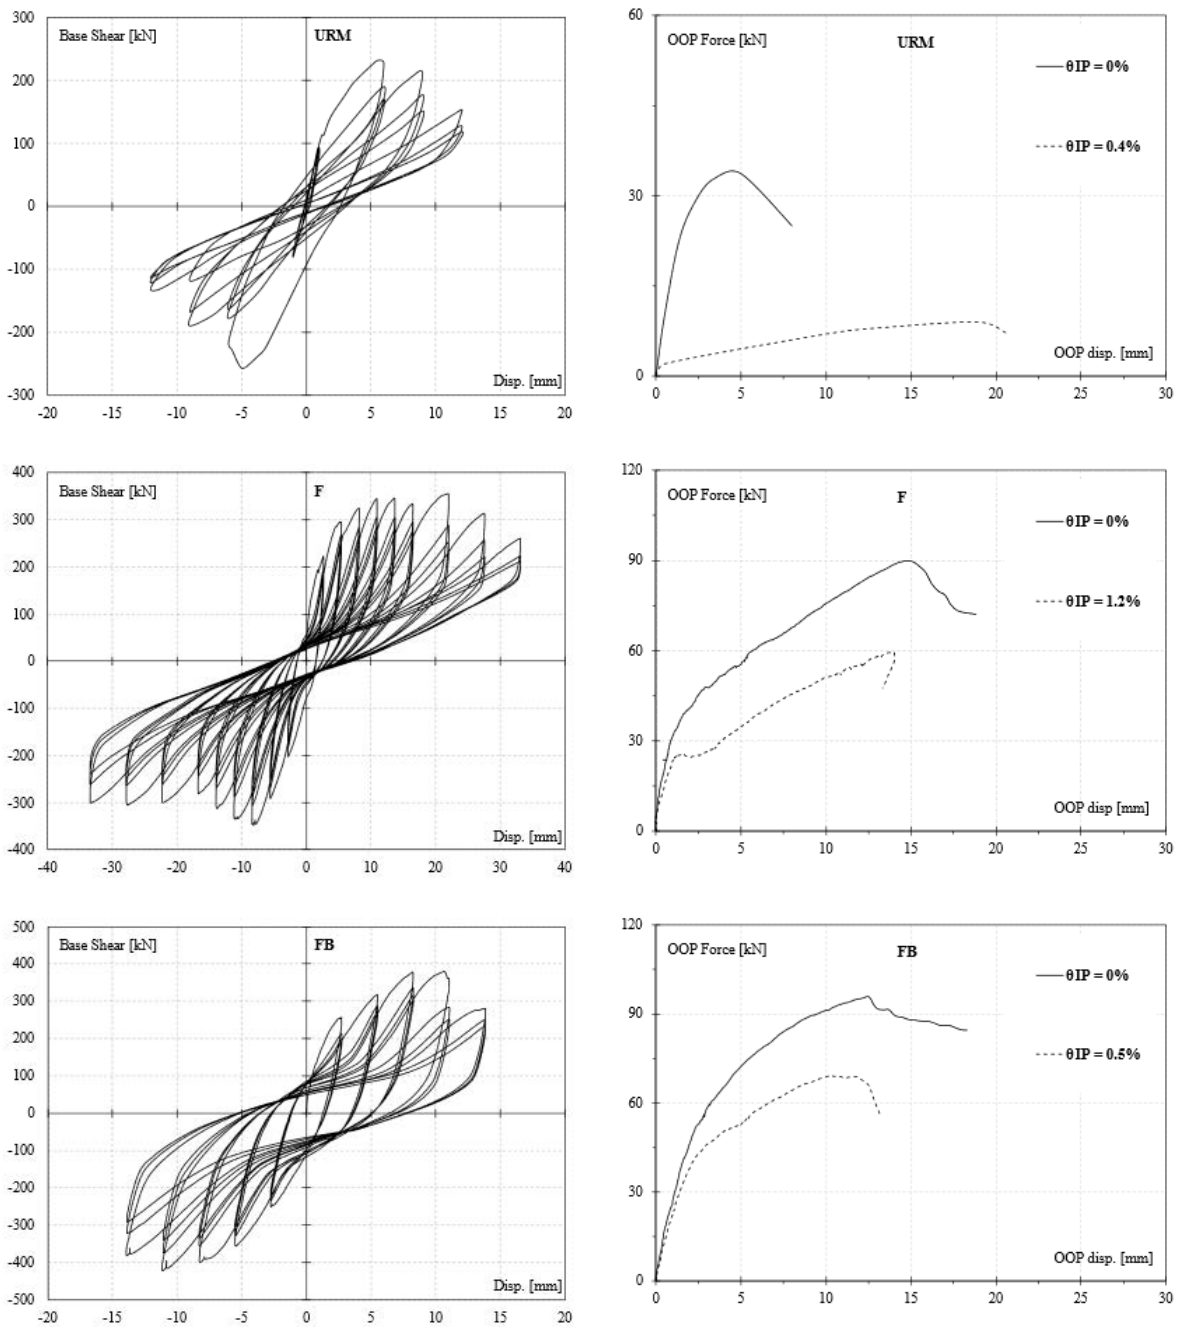 300
Base Shear [kN]
URM
200
100
0
-100
-200
-300
Disp. [mm]
-20 -15 -10 -5 0 5 10 15 20
60
OOP Force [kN]
URM
θIP = 0%
θIP = 0.4%
30
0
OOP disp. [mm]
0 5 10 15 20 25 30
400
Base Shear [kN]
F
300
200
100
0
-100
-200
-300
-400
Disp. [mm]
-40 -30 -20 -10 0 10 20 30 40
120
OOP Force [kN]
F
θIP = 0%
90
θIP = 1.2%
60
30
0
OOP disp [mm]
0 5 10 15 20 25 30
500
Base Shear [kN]
FB
400
300
200
100
0
-100
-200
-300
-400
-500
Disp. [mm]
-20 -15 -10 -5 0 5 10 15 20
120
OOP Force [kN]
FB
θIP = 0%
90
θIP = 0.5%
60
30
0
OOP disp. [mm]
0 5 10 15 20 25 30